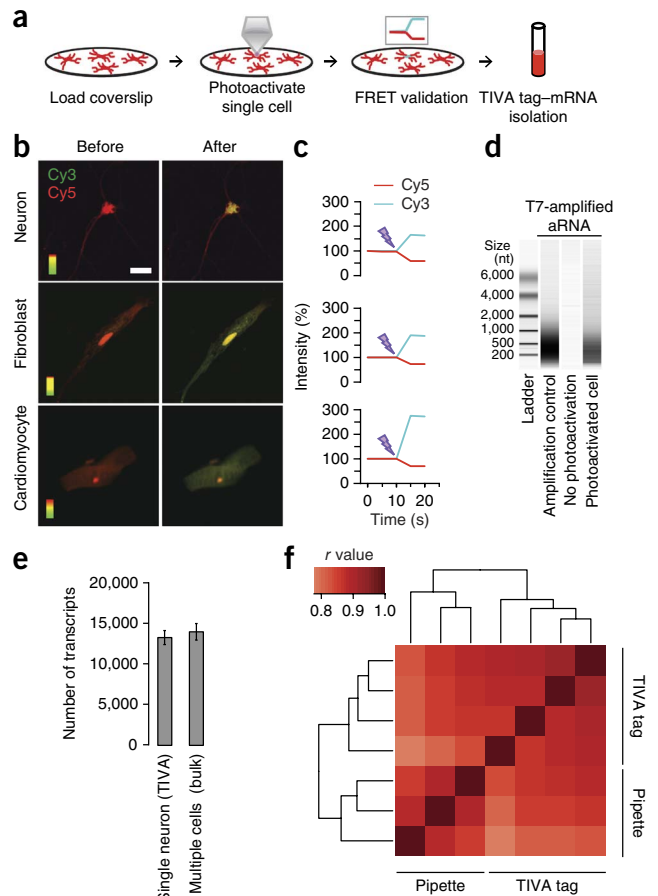 a
Load coverslip
Photoactivate
single cell
FRET validation
TIVA tag–mRNA
isolation
b
Before
After
Cy3
Cy5
Neuron
Fibroblast
Cardiomyocyte
c
Cy5
Cy3
Intensity (%)
300
200
100
0
300
200
100
0
300
200
100
0
0
10
20
Time (s)
d
T7-amplified
aRNA
Size
(nt)
6,000
4,000
2,000
1,000
500
200
Ladder
Amplification control
No photoactivation
Photoactivated cell
e
Number of transcripts
20,000
15,000
10,000
5,000
0
Single neuron (TIVA)
Multiple cells (bulk)
f
r value
0.8
0.9
1.0
TIVA tag
Pipette
Pipette
TIVA tag